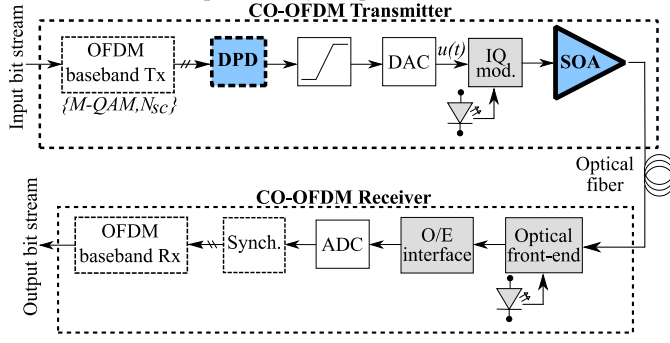 CO-OFDM Transmitter
Input bit stream
OFDM
baseband Tx
{M-QAM,N_SC}
DPD
DAC
u(t)
IQ
mod.
SOA
Optical
fiber
CO-OFDM Receiver
Output bit stream
OFDM
baseband Rx
Synch.
ADC
O/E
interface
Optical
front-end